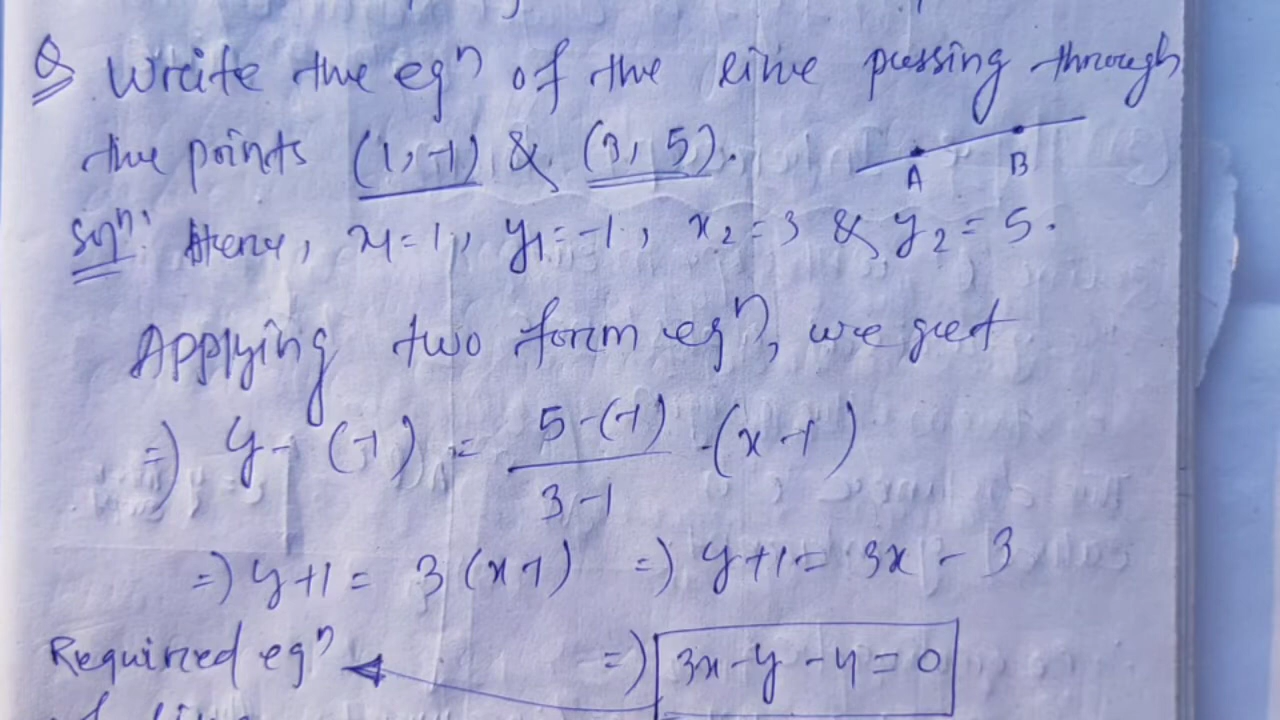 Q Write the eqn of the line passing through
the points (1, -1) & (3, 5).
A B
Soln: Here, x1 = 1, y1 = -1, x2 = 3 & y2 = 5.
Applying two form eqn, we get
=) y - (-1) = 5-(-1)/3-1 . (x-1)
=) y+1 = 3(x-1) =) y+1 = 3x - 3
Required eqn =) 3x-y-4=0
of line